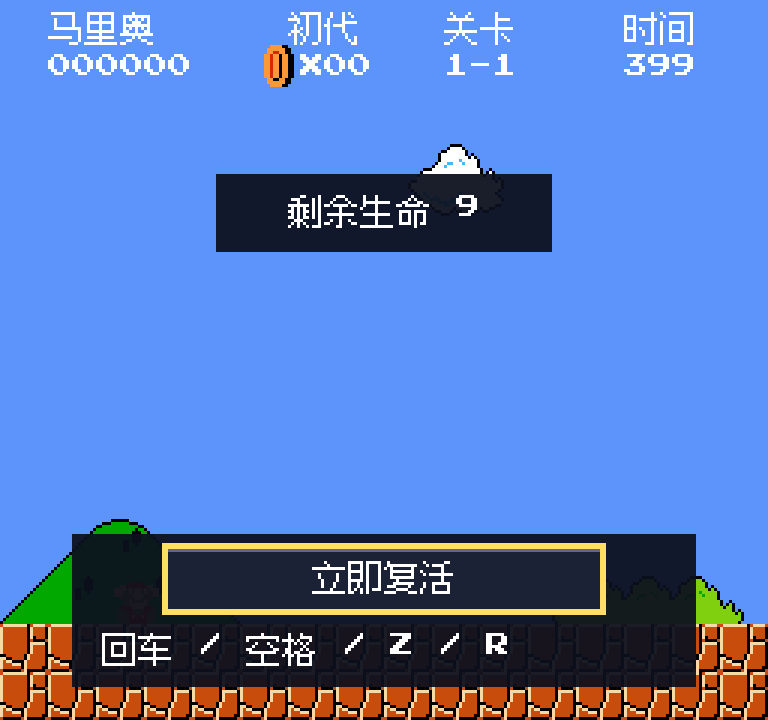 马里奥 初代 关卡 时间
000000 ×00 1-1 399
剩余生命 9
立即复活
回车 / 空格 / Z / R